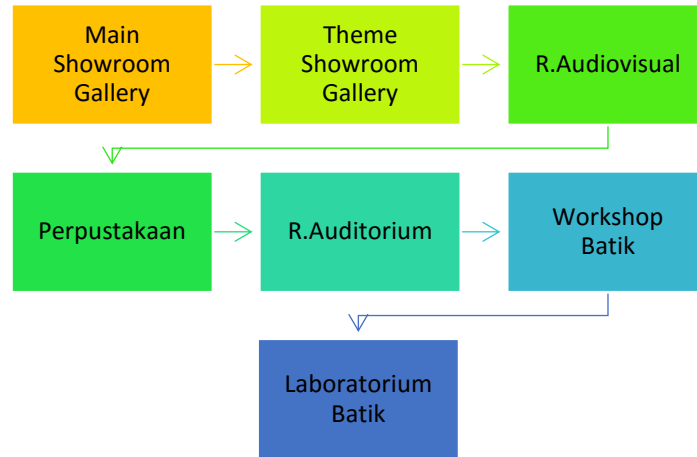 Main
Showroom
Gallery
Theme
Showroom
Gallery
R.Audiovisual
Perpustakaan
R.Auditorium
Workshop
Batik
Laboratorium
Batik